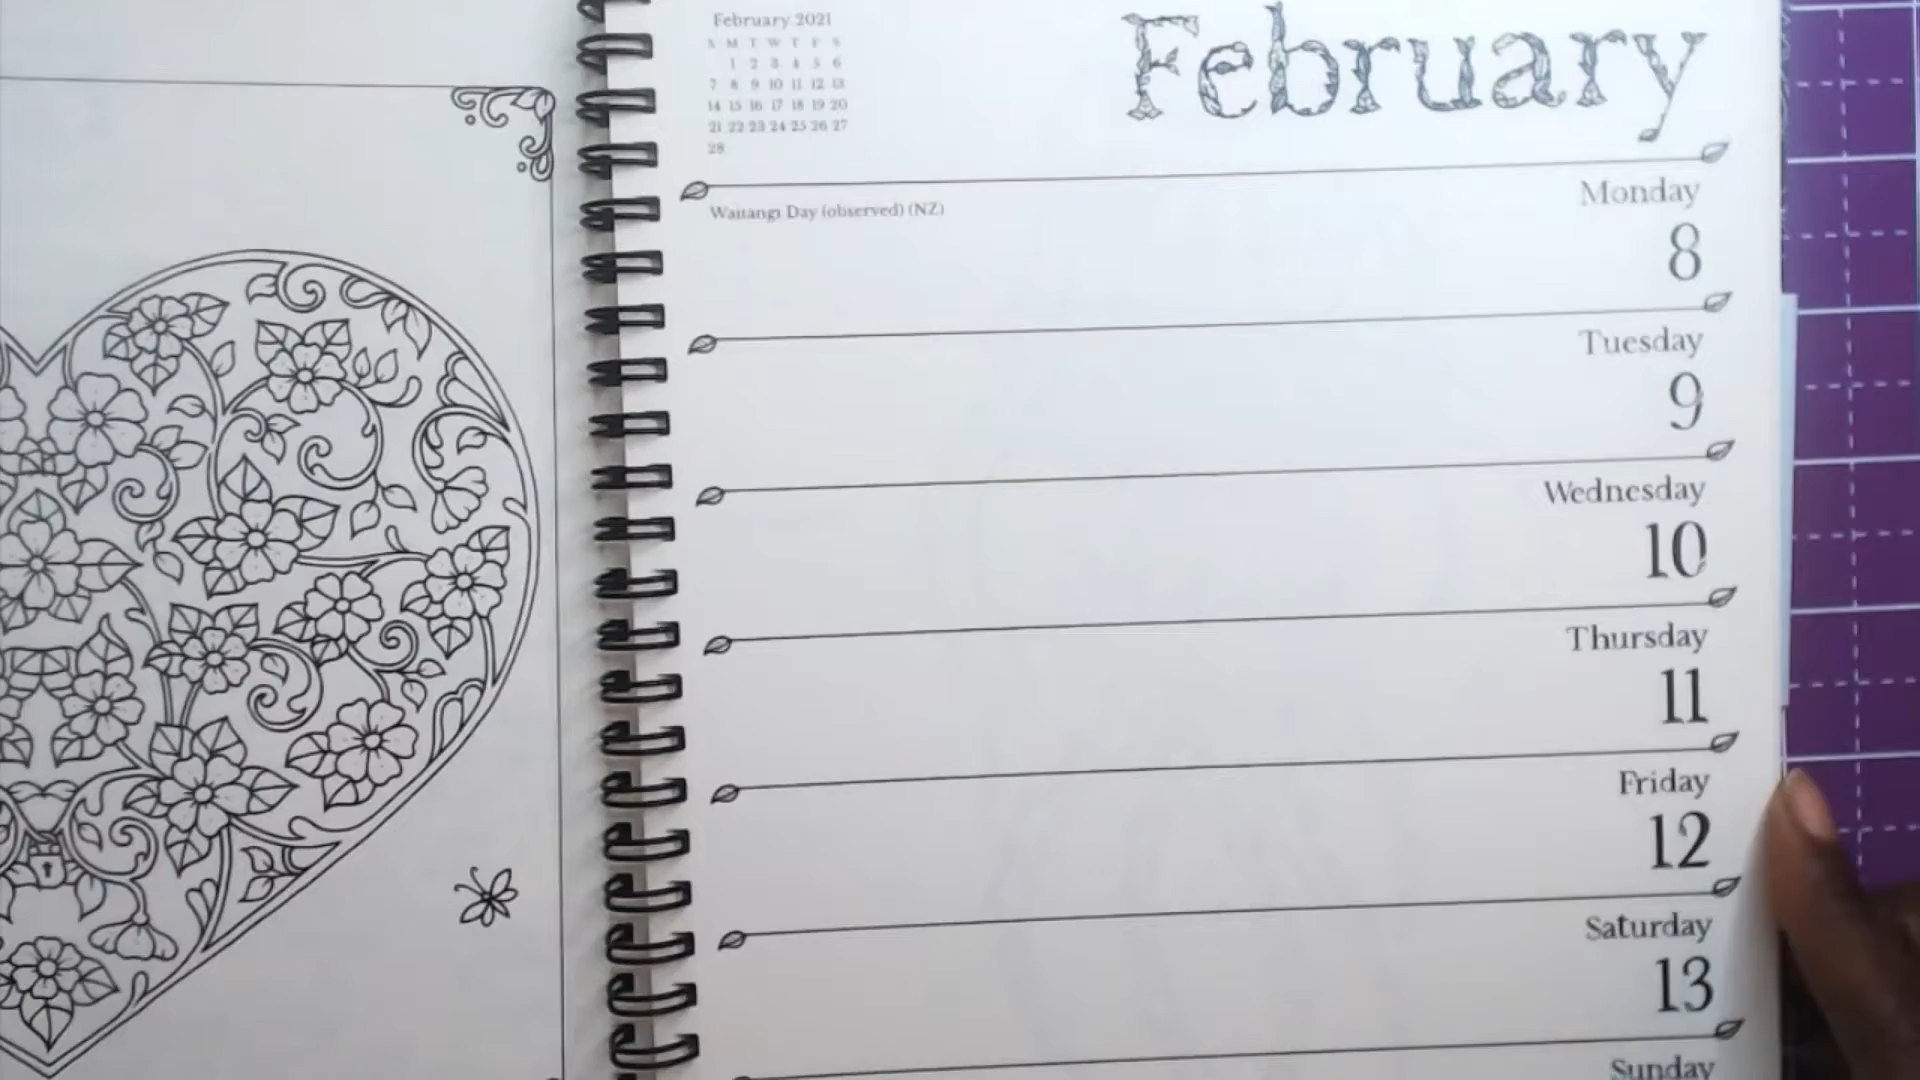 February 2021
S M T W T F S
1 2 3 4 5 6
7 8 9 10 11 12 13
14 15 16 17 18 19 20
21 22 23 24 25 26 27
28
February
Monday
Waitangi Day (observed) (NZ)
8
Tuesday
9
Wednesday
10
Thursday
11
Friday
12
Saturday
13
Sunday